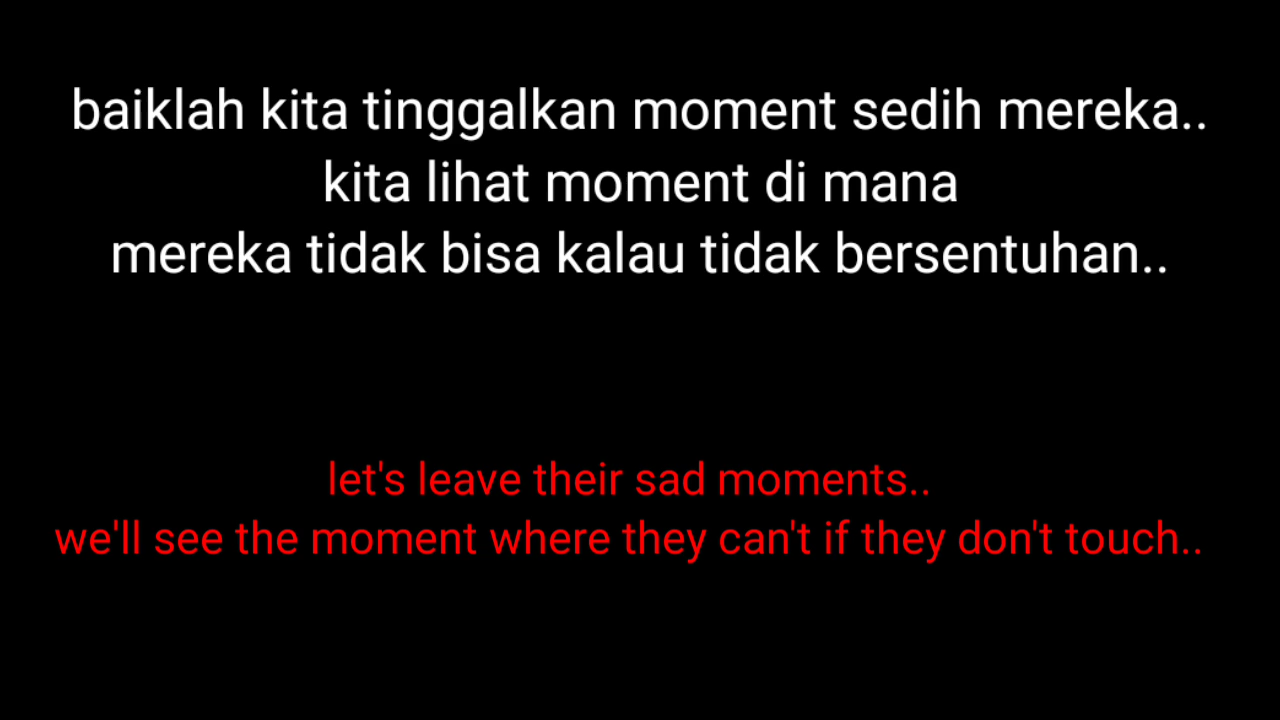 baiklah kita tinggalkan moment sedih mereka..
kita lihat moment di mana
mereka tidak bisa kalau tidak bersentuhan..
let's leave their sad moments..
we'll see the moment where they can't if they don't touch..